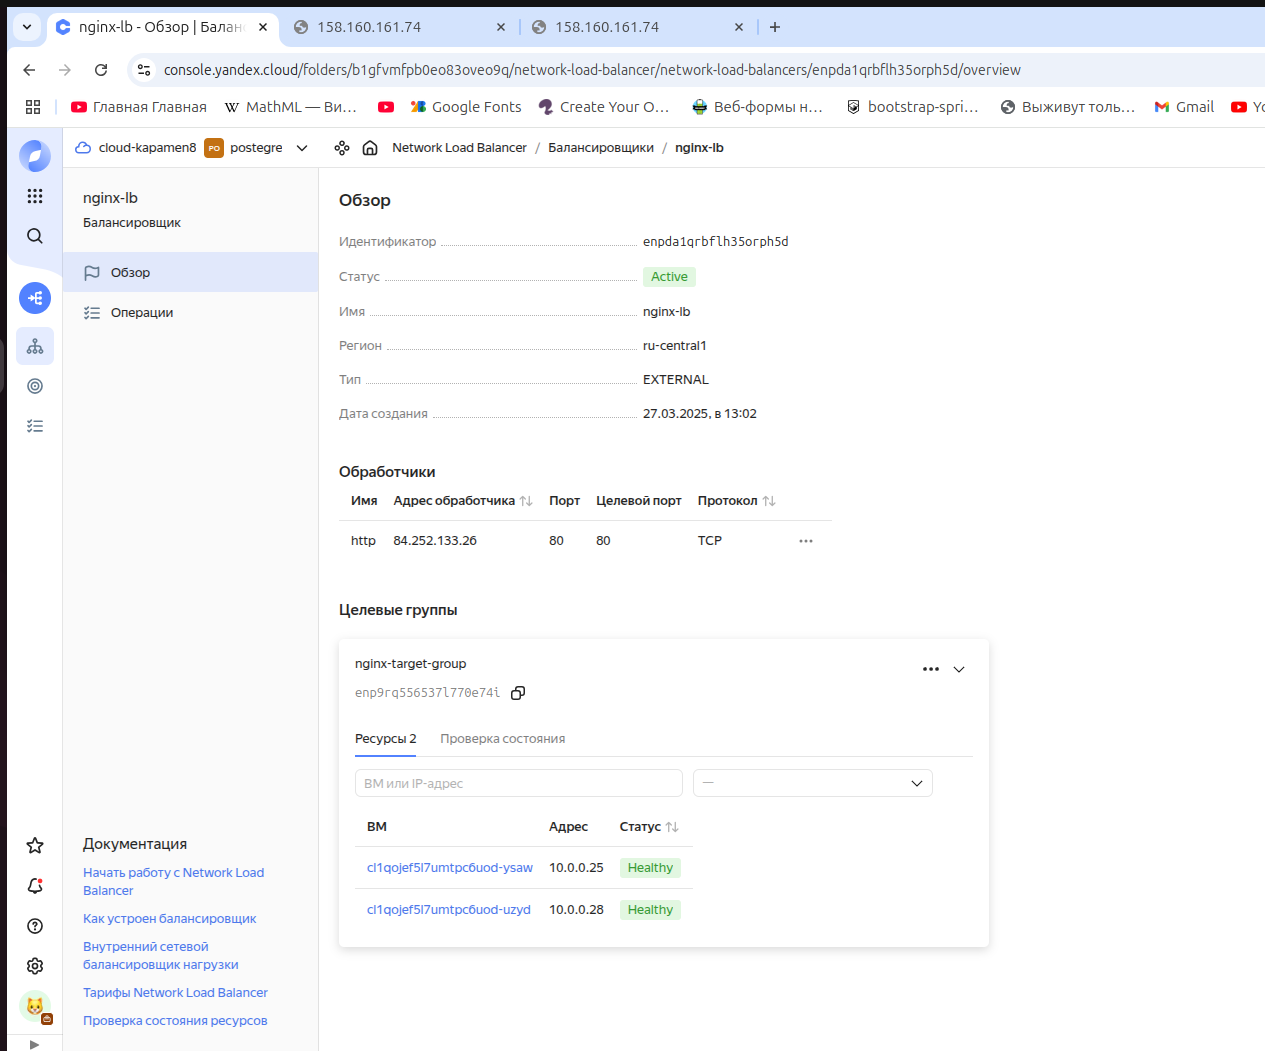 nginx-lb - Обзор | Балан
158.160.161.74
158.160.161.74
console.yandex.cloud/folders/b1gfvmfpb0eo83oveo9q/network-load-balancer/network-load-balancers/enpda1qrbflh35orph5d/overview
Главная Главная
W MathML — Ви...
Google Fonts
Create Your O...
Веб-формы н...
bootstrap-spri...
Выживут толь...
Gmail
Yo
cloud-kapamen8
PO postegre
Network Load Balancer / Балансировщики / nginx-lb
nginx-lb
Балансировщик
Обзор
Операции
Документация
Начать работу с Network Load
Balancer
Как устроен балансировщик
Внутренний сетевой
балансировщик нагрузки
Тарифы Network Load Balancer
Проверка состояния ресурсов
Обзор
Идентификатор enpda1qrbflh35orph5d
Статус Active
Имя nginx-lb
Регион ru-central1
Тип EXTERNAL
Дата создания 27.03.2025, в 13:02
Обработчики
Имя Адрес обработчика Порт Целевой порт Протокол
http 84.252.133.26 80 80 TCP
Целевые группы
nginx-target-group
enp9rq556537l770e74i
Ресурсы 2 Проверка состояния
ВМ или IP-адрес —
ВМ Адрес Статус
cl1qojef5l7umtpc6uod-ysaw 10.0.0.25 Healthy
cl1qojef5l7umtpc6uod-uzyd 10.0.0.28 Healthy